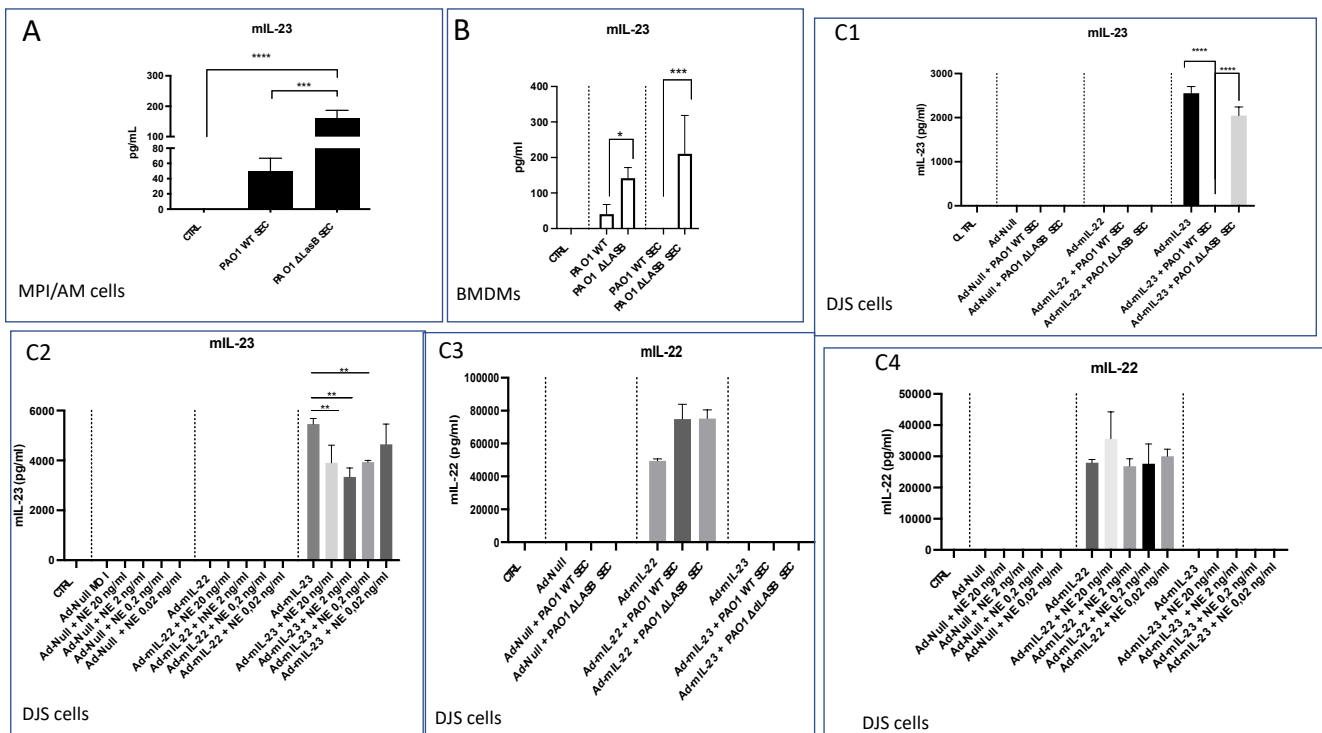 A
mIL-23
****
***
pg/mL
300
200
100
80
60
40
20
0
CTRL
PAO1 WT SEC
PAO1 ΔLasB SEC
MPI/AM cells
B
mIL-23
***
*
pg/ml
400
300
200
100
0
CTRL
PAO1 WT
PAO1 ΔLASB
PAO1 WT SEC
PAO1 ΔLASB SEC
BMDMs
C1
mIL-23
****
****
mIL-23 (pg/ml)
3000
2000
1000
0
CLTRL
Ad-Null
Ad-Null + PAO1 WT SEC
Ad-Null + PAO1 ΔLASB SEC
Ad-mIL-22
Ad-mIL-22 + PAO1 WT SEC
Ad-mIL-22 + PAO1 ΔLASB SEC
Ad-mIL-23
Ad-mIL-23 + PAO1 WT SEC
Ad-mIL-23 + PAO1 ΔLASB SEC
DJS cells
C2
mIL-23
**
**
**
mIL-23 (pg/ml)
6000
4000
2000
0
CTRL
Ad-Null MOI
Ad-Null + NE 20 ng/ml
Ad-Null + NE 2 ng/ml
Ad-Null + NE 0,2 ng/ml
Ad-Null + NE 0,02 ng/ml
Ad-mIL-22
Ad-mIL-22 + NE 20 ng/ml
Ad-mIL-22 + hNE 2 ng/ml
Ad-mIL-22 + NE 0,2 ng/ml
Ad-mIL-22 + NE 0,02 ng/ml
Ad-mIL-23
Ad-mIL-23 + NE 20 ng/ml
Ad-mIL-23 + NE 2 ng/ml
Ad-mIL-23 + NE 0,2 ng/ml
Ad-mIL-23 + NE 0,02 ng/ml
DJS cells
C3
mIL-22
mIL-22 (pg/ml)
100000
80000
60000
40000
20000
0
CTRL
Ad-Null
Ad-Null + PAO1 WT SEC
Ad-Null + PAO1 ΔLASB SEC
Ad-mIL-22
Ad-mIL-22 + PAO1 WT SEC
Ad-mIL-22 + PAO1 ΔLASB SEC
Ad-mIL-23
Ad-mIL-23 + PAO1 WT SEC
Ad-mIL-23 + PAO1 ΔdLASB SEC
DJS cells
C4
mIL-22
mIL-22 (pg/ml)
50000
40000
30000
20000
10000
0
CTRL
Ad-Null
Ad-Null + NE 20 ng/ml
Ad-Null + NE 2 ng/ml
Ad-Null + NE 0,2 ng/ml
Null + NE 0,02 ng/ml
Ad-mIL-22
Ad-mIL-22 + NE 20 ng/ml
Ad-mIL-22 + NE 2 ng/ml
Ad-mIL-22 + NE 0,2 ng/ml
Ad-mIL-22 + NE 0,02 ng/ml
Ad-mIL-23
Ad-mIL-23 + NE 20 ng/ml
Ad-mIL-23 + NE 2 ng/ml
Ad-mIL-23 + NE 0,2 ng/ml
Ad-mIL-23 + NE 0,02 ng/ml
DJS cells